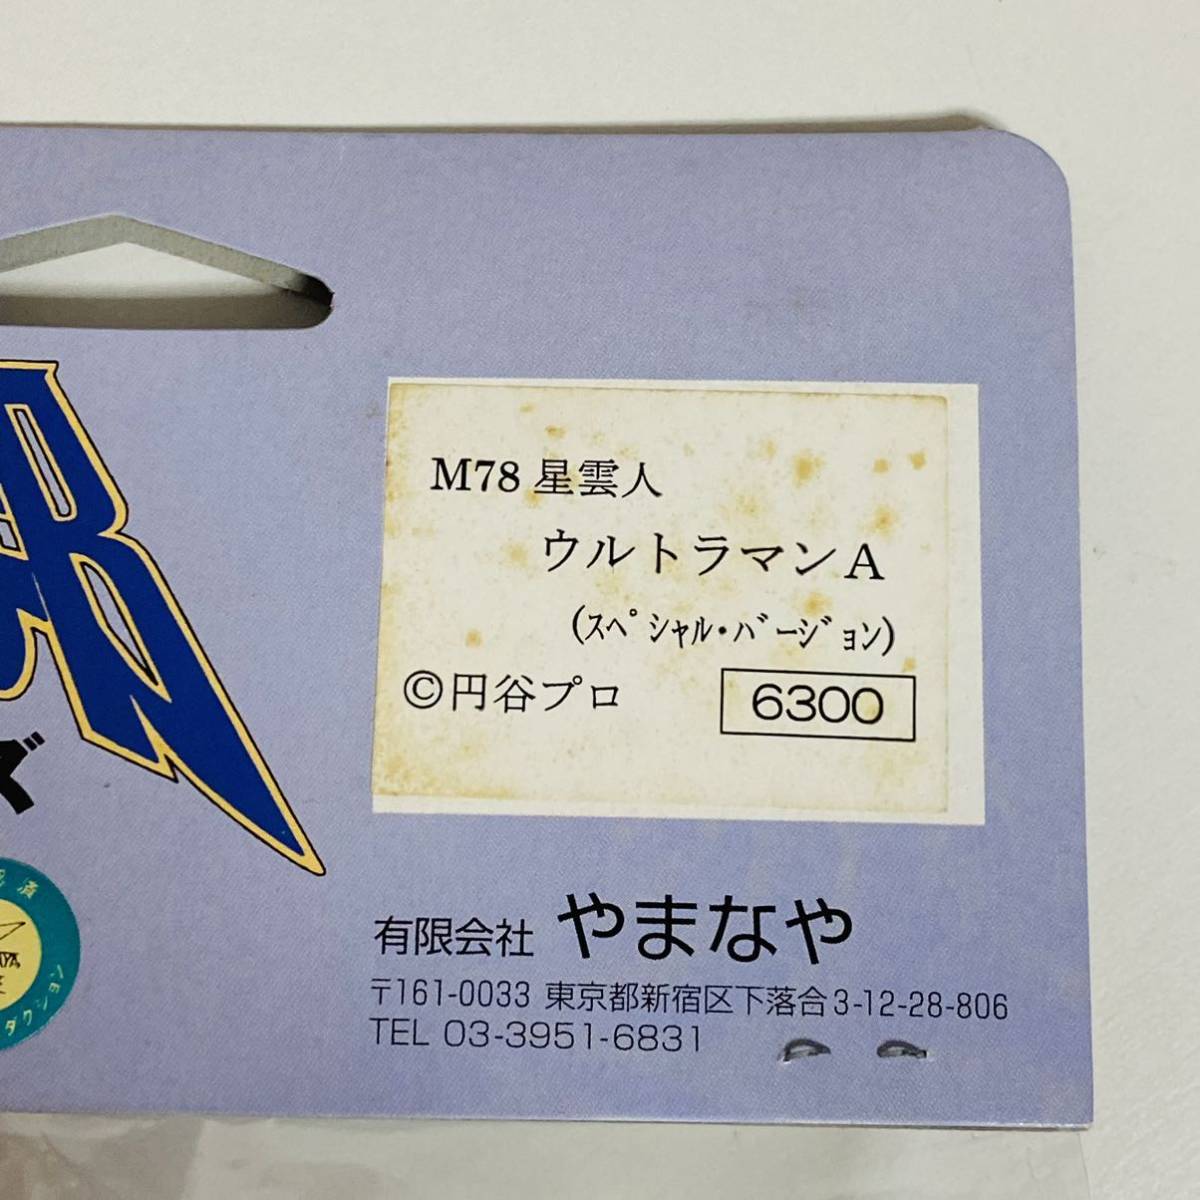 M78 星雲人
ウルトラマンA
(スペシャル・バージョン)
©円谷プロ
6300
有限会社 やまなや
〒161-0033 東京都新宿区下落合3-12-28-806
TEL 03-3951-6831